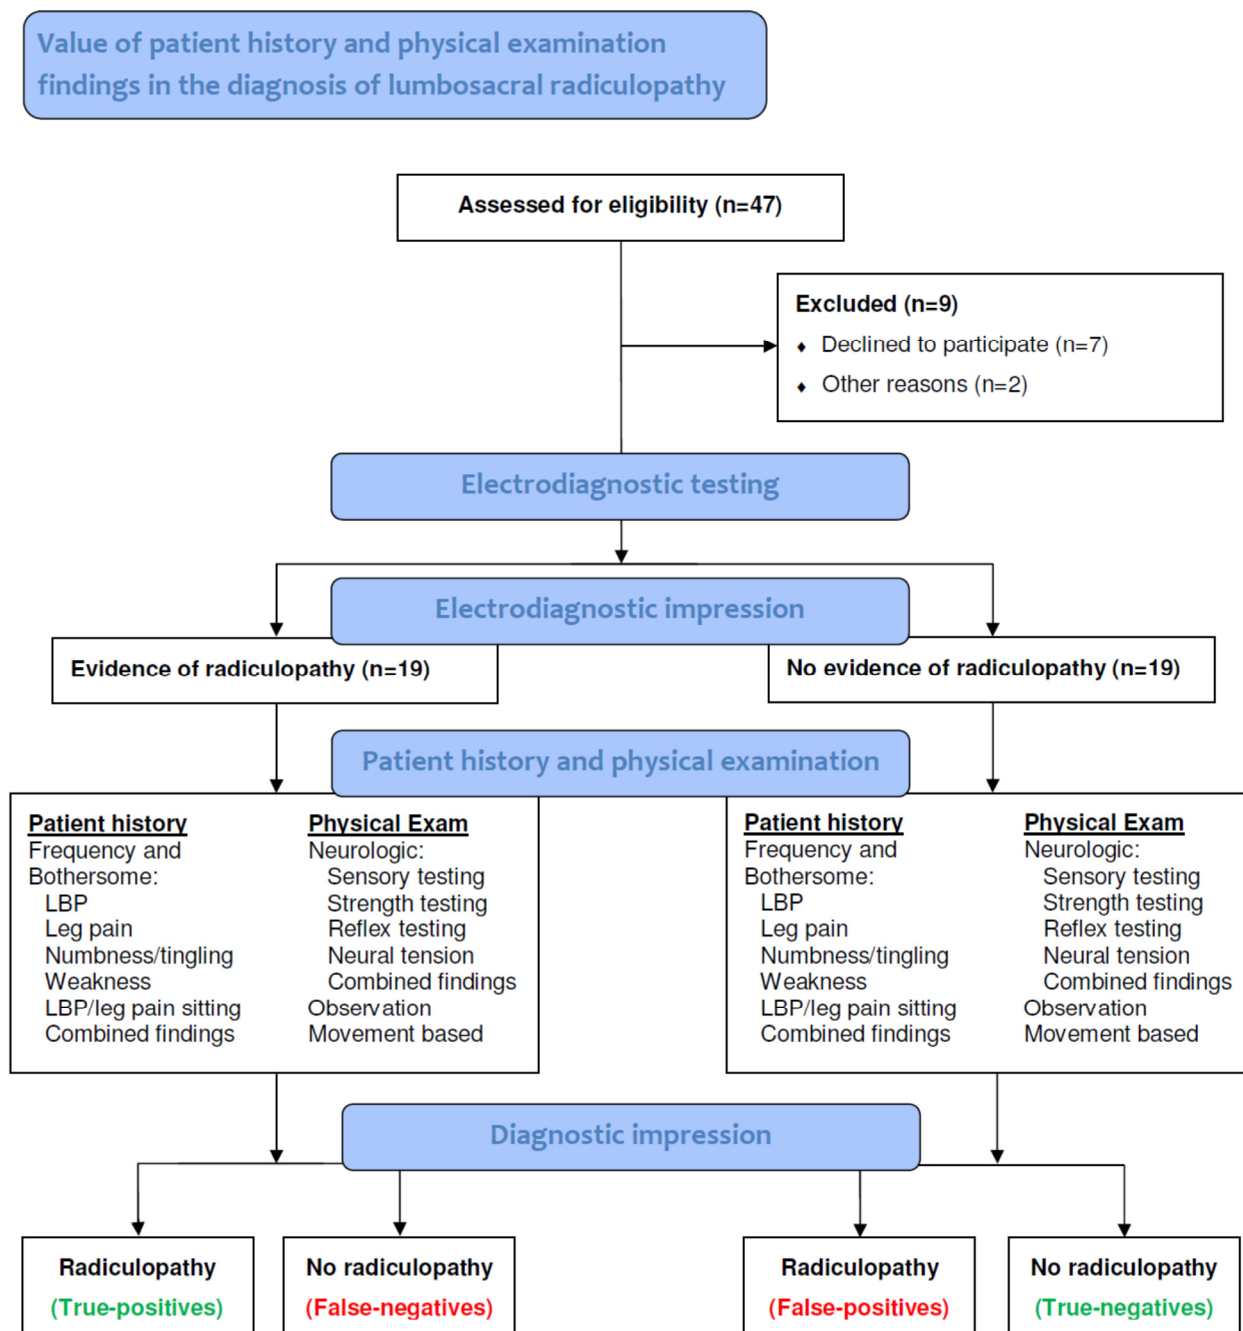 Value of patient history and physical examination
findings in the diagnosis of lumbosacral radiculopathy
Assessed for eligibility (n=47)
Excluded (n=9)
♦ Declined to participate (n=7)
♦ Other reasons (n=2)
Electrodiagnostic testing
Electrodiagnostic impression
Evidence of radiculopathy (n=19)
No evidence of radiculopathy (n=19)
Patient history and physical examination
Patient history
Frequency and
Bothersome:
LBP
Leg pain
Numbness/tingling
Weakness
LBP/leg pain sitting
Combined findings
Physical Exam
Neurologic:
Sensory testing
Strength testing
Reflex testing
Neural tension
Combined findings
Observation
Movement based
Patient history
Frequency and
Bothersome:
LBP
Leg pain
Numbness/tingling
Weakness
LBP/leg pain sitting
Combined findings
Physical Exam
Neurologic:
Sensory testing
Strength testing
Reflex testing
Neural tension
Combined findings
Observation
Movement based
Diagnostic impression
Radiculopathy
(True-positives)
No radiculopathy
(False-negatives)
Radiculopathy
(False-positives)
No radiculopathy
(True-negatives)